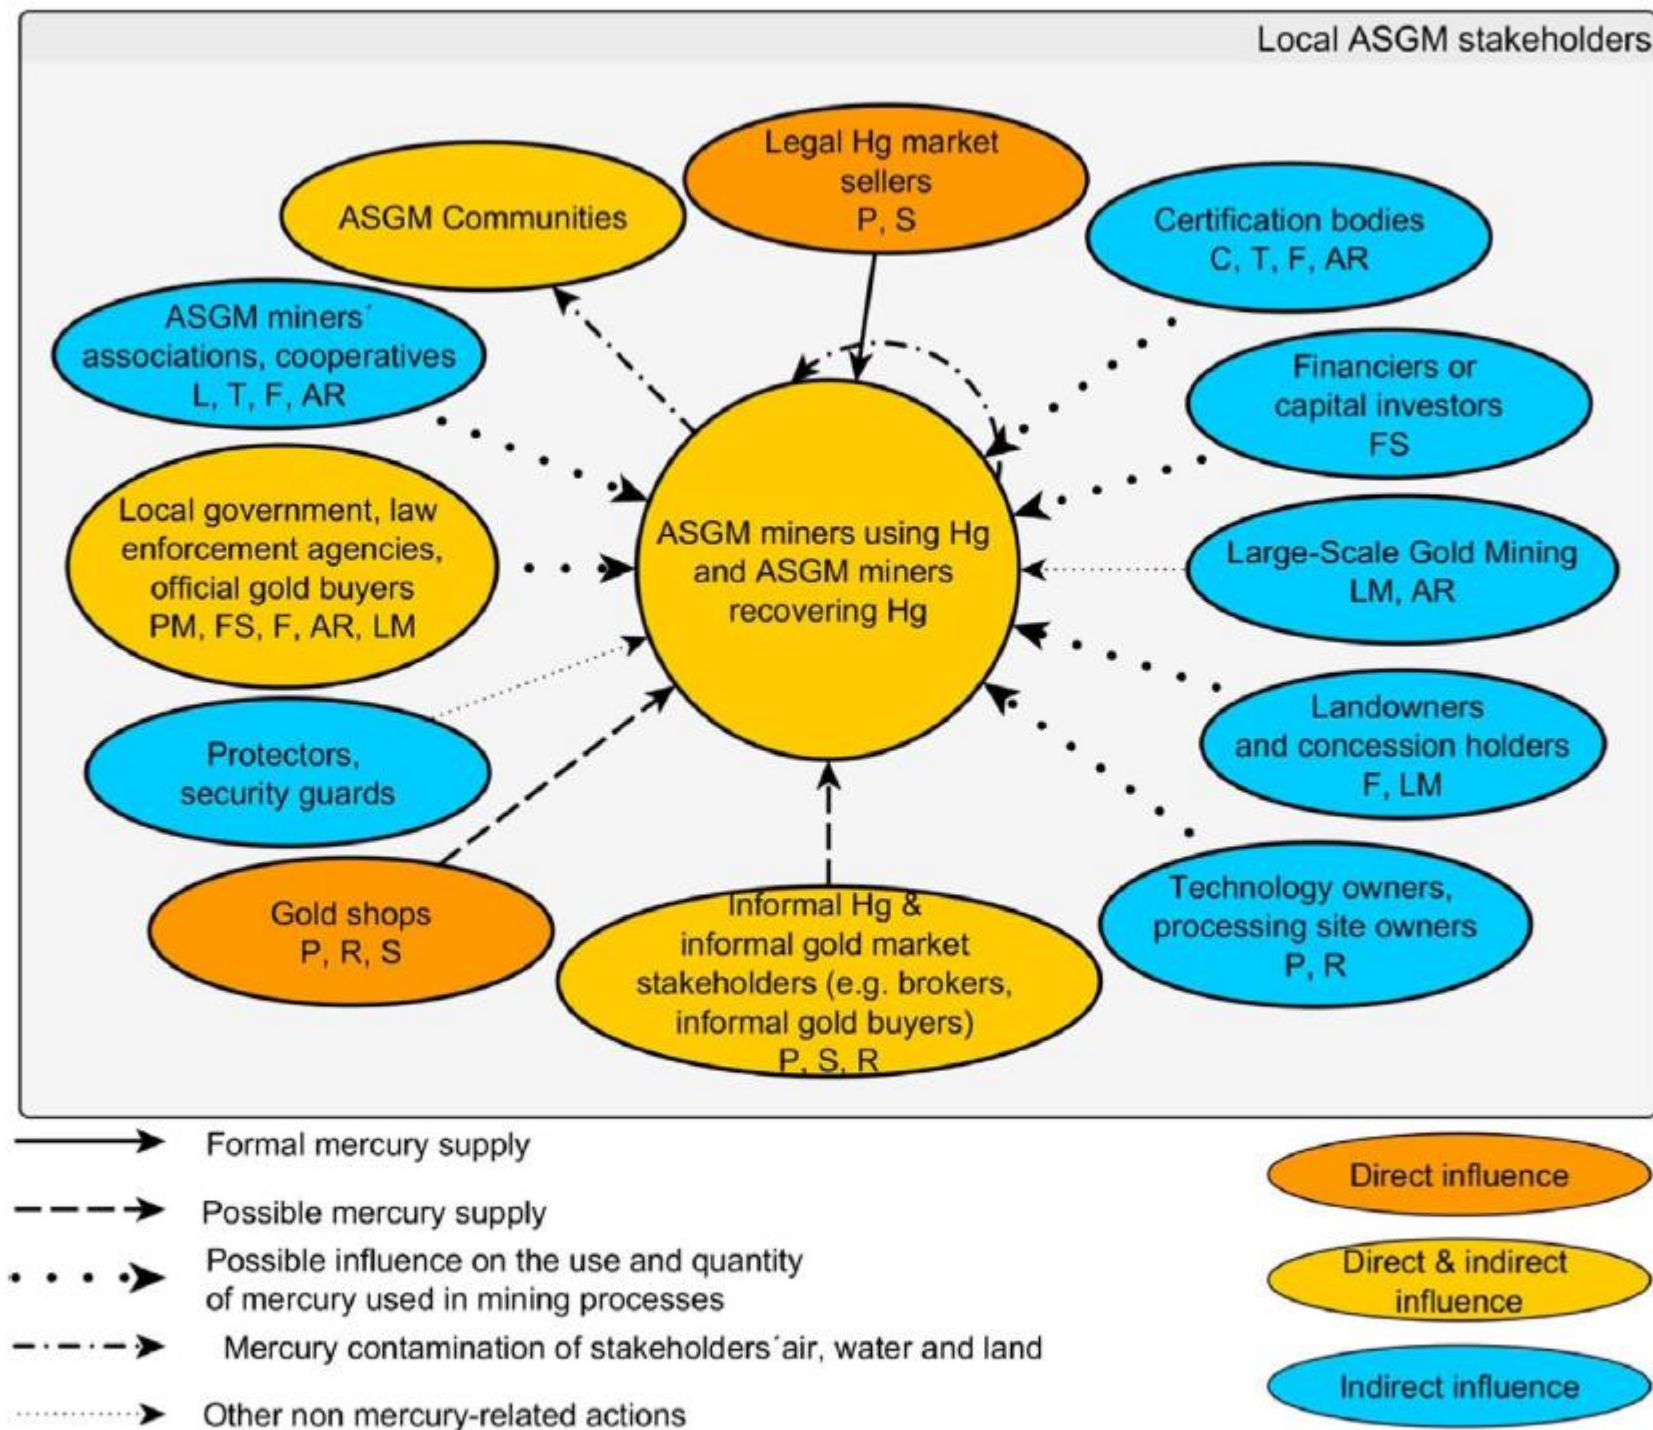 Local ASGM stakeholders
Legal Hg market
sellers
P, S
ASGM Communities
Certification bodies
C, T, F, AR
ASGM miners´
associations, cooperatives
L, T, F, AR
Financiers or
capital investors
FS
Local government, law
enforcement agencies,
official gold buyers
PM, FS, F, AR, LM
ASGM miners using Hg
and ASGM miners
recovering Hg
Large-Scale Gold Mining
LM, AR
Protectors,
security guards
Landowners
and concession holders
F, LM
Gold shops
P, R, S
Informal Hg &
informal gold market
stakeholders (e.g. brokers,
informal gold buyers)
P, S, R
Technology owners,
processing site owners
P, R
Formal mercury supply
Possible mercury supply
Possible influence on the use and quantity
of mercury used in mining processes
Mercury contamination of stakeholders´air, water and land
Other non mercury-related actions
Direct influence
Direct & indirect
influence
Indirect influence